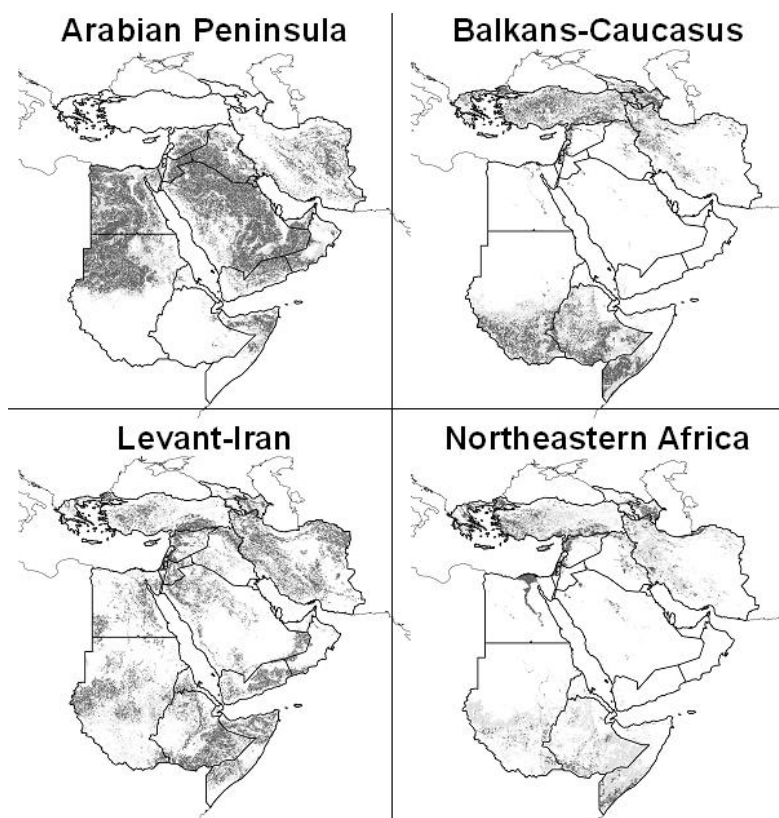 Arabian Peninsula
Balkans-Caucasus
Levant-Iran
Northeastern Africa